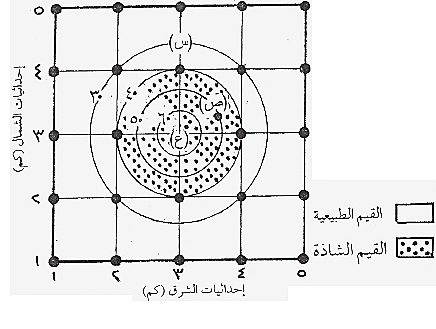 ٥
(س)
٤
٣٠
٤٠
(ص)
٣
٥٠
٦٠
(ع)
٢
١
١ ٢ ٣ ٤ ٥
إحداثيات الشمال (كم)
إحداثيات الشرق (كم)
القيم الطبيعية
القيم الشاذة